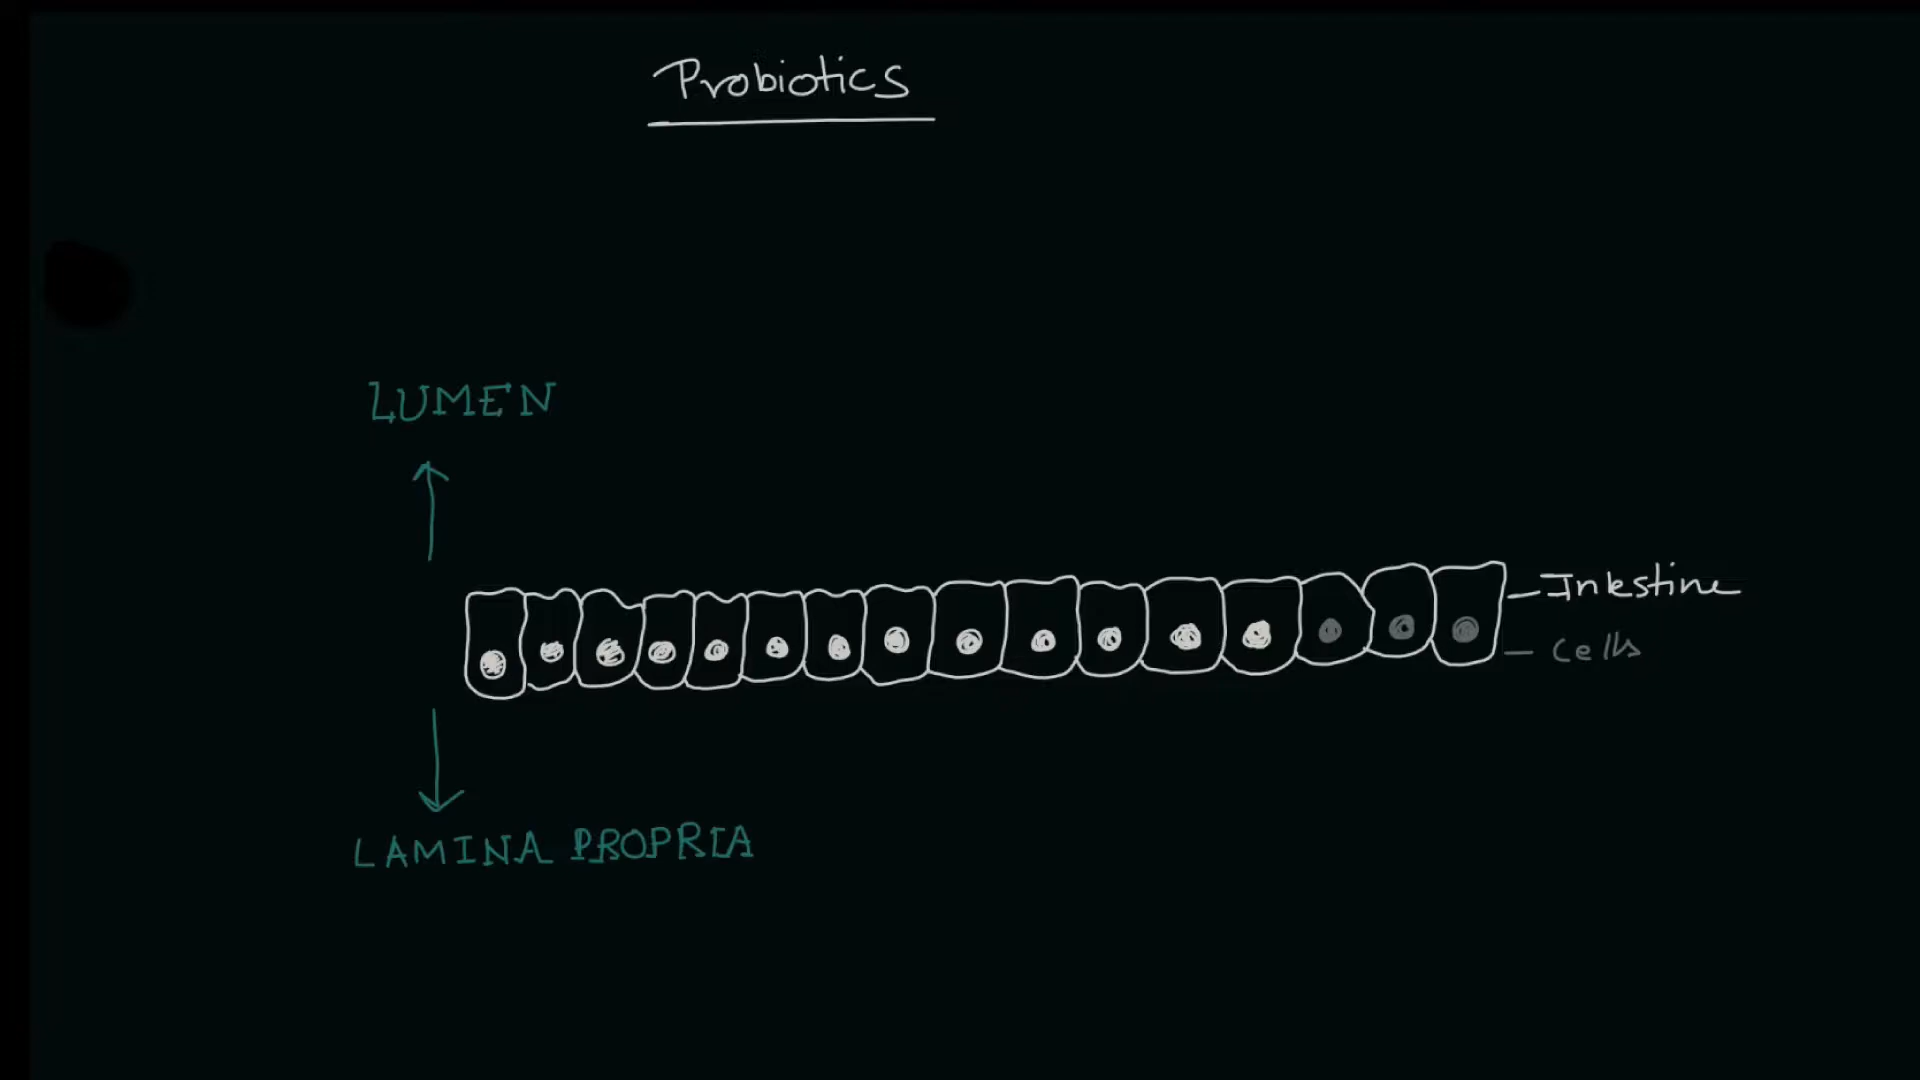 Probiotics
LUMEN
Intestine
Cells
LAMINA PROPRIA